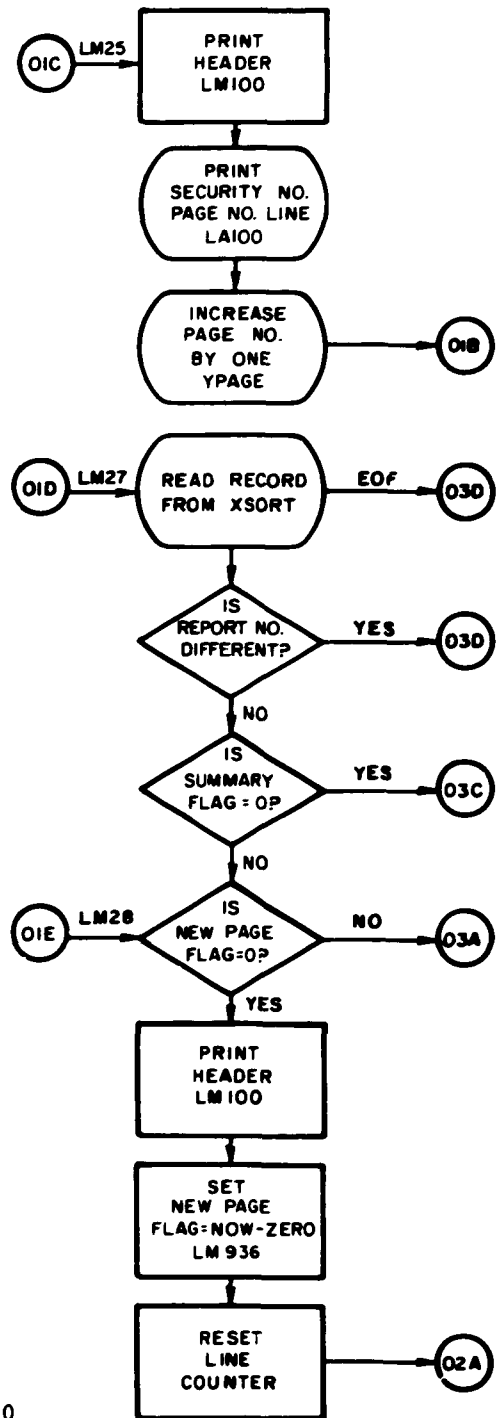 01C
LM25
PRINT
HEADER
LM100
PRINT
SECURITY NO.
PAGE NO. LINE
LA100
INCREASE
PAGE NO.
BY ONE
YPAGE
01B
01D
LM27
READ RECORD
FROM XSORT
EOF
03D
IS
REPORT NO.
DIFFERENT?
YES
03D
NO
IS
SUMMARY
FLAG = 0?
YES
03C
NO
01E
LM28
IS
NEW PAGE
FLAG=0?
NO
03A
YES
PRINT
HEADER
LM100
SET
NEW PAGE
FLAG=NOW-ZERO
LM 936
RESET
LINE
COUNTER
02A
0